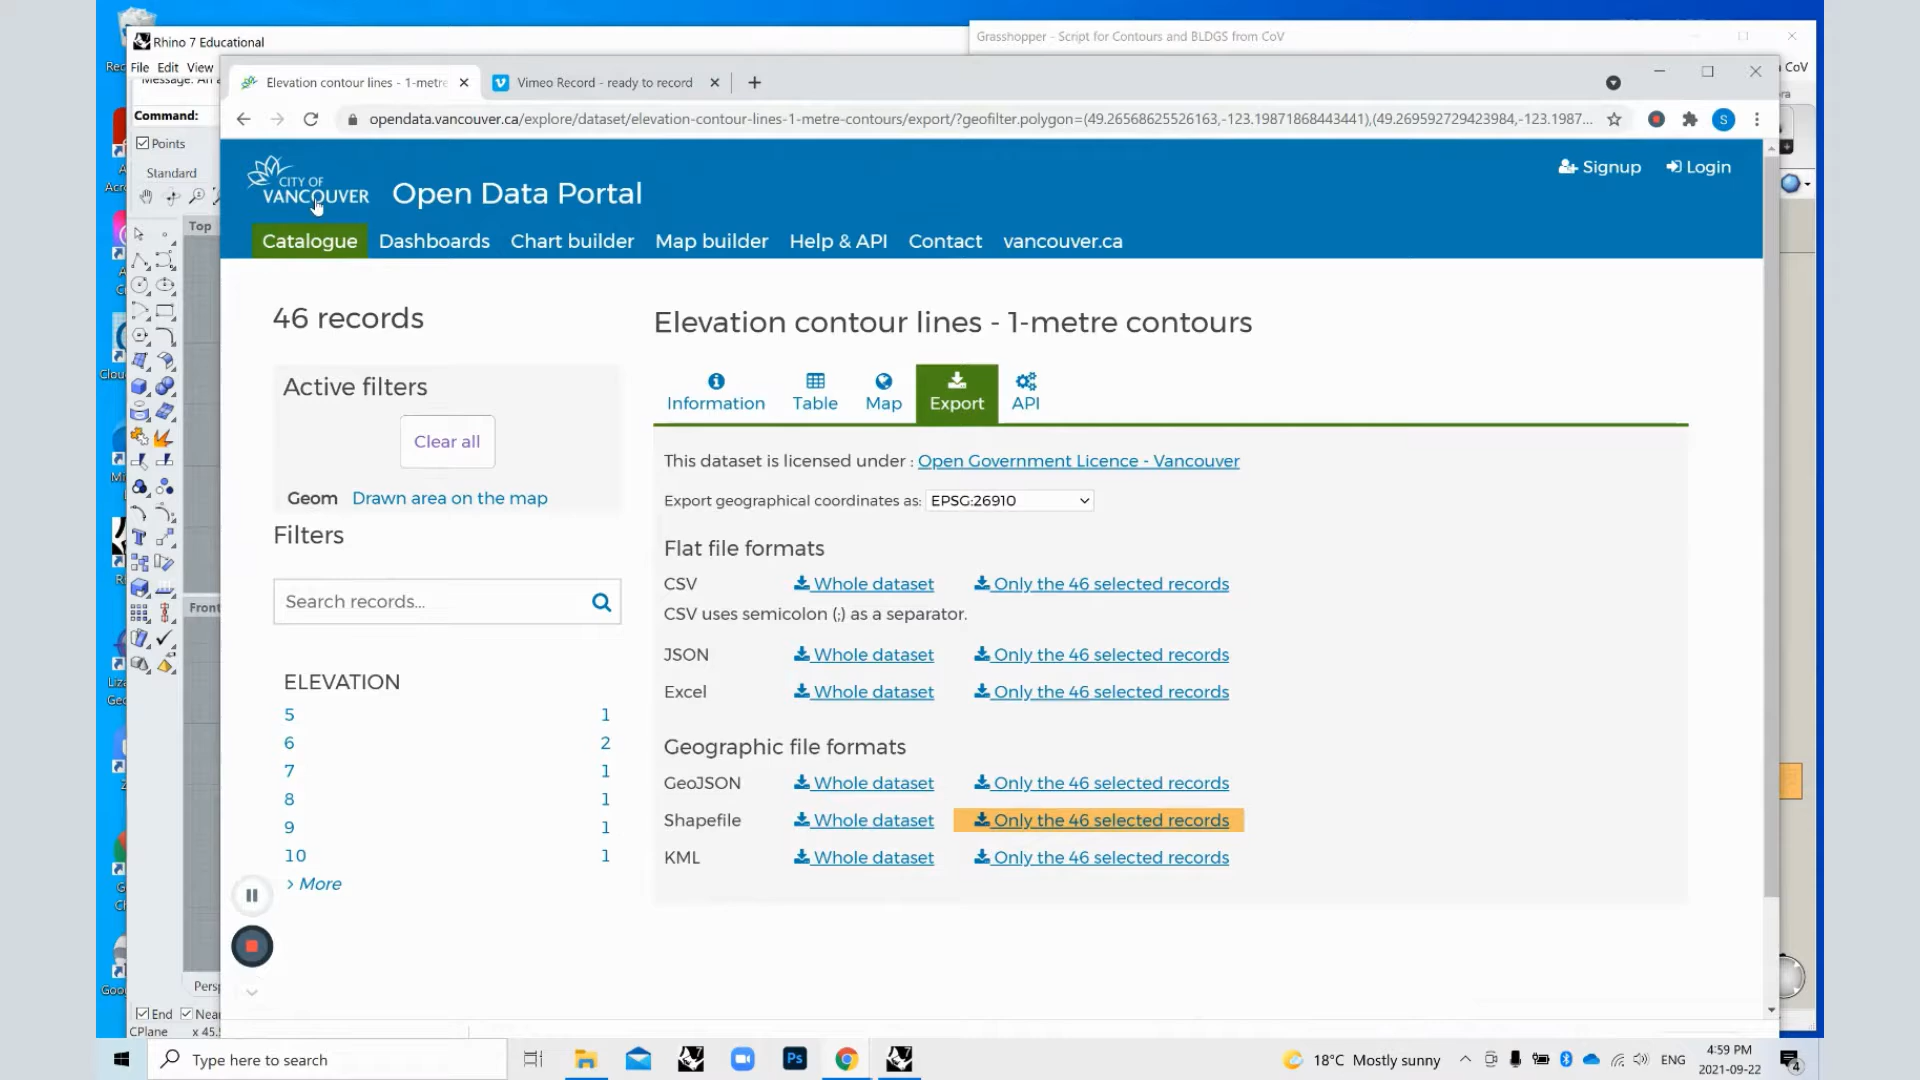 Rhino 7 Educational
Grasshopper - Script for Contours and BLDGS from CoV
File Edit View
CoV
Elevation contour lines - 1-metre
Vimeo Record - ready to record
Command:
opendata.vancouver.ca/explore/dataset/elevation-contour-lines-1-metre-contours/export/?geofilter.polygon=(49.26568625526163,-123.19871868443441),(49.269592729423984,-123.1987...
S
Points
Standard
CITY OF
VANCOUVER
Open Data Portal
Signup
Login
Top
Catalogue Dashboards Chart builder Map builder Help & API Contact vancouver.ca
46 records
Elevation contour lines - 1-metre contours
Active filters
Clear all
Information Table Map Export API
This dataset is licensed under : Open Government Licence - Vancouver
Geom Drawn area on the map
Export geographical coordinates as: EPSG:26910
Filters
Flat file formats
CSV Whole dataset Only the 46 selected records
Search records...
CSV uses semicolon (;) as a separator.
Front
JSON Whole dataset Only the 46 selected records
ELEVATION
Excel Whole dataset Only the 46 selected records
5 1
6 2
7 1
8 1
9 1
10 1
> More
Geographic file formats
GeoJSON Whole dataset Only the 46 selected records
Shapefile Whole dataset Only the 46 selected records
KML Whole dataset Only the 46 selected records
Persp
End Near
CPlane x 45.
Type here to search
Ps
18°C Mostly sunny
ENG
4:59 PM
2021-09-22
4